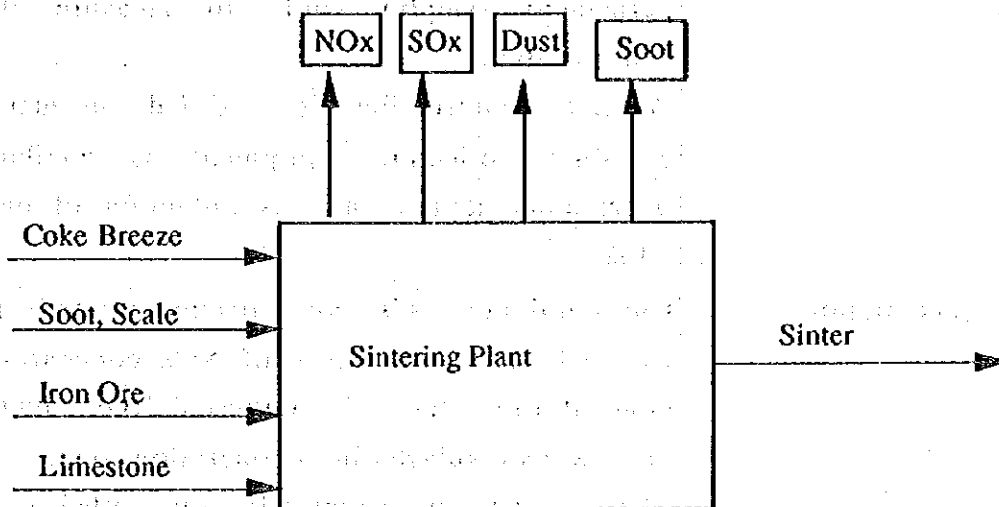 NOx SOx Dust Soot
Coke Breeze
Soot, Scale
Sinter
Sintering Plant
Iron Ore
Limestone